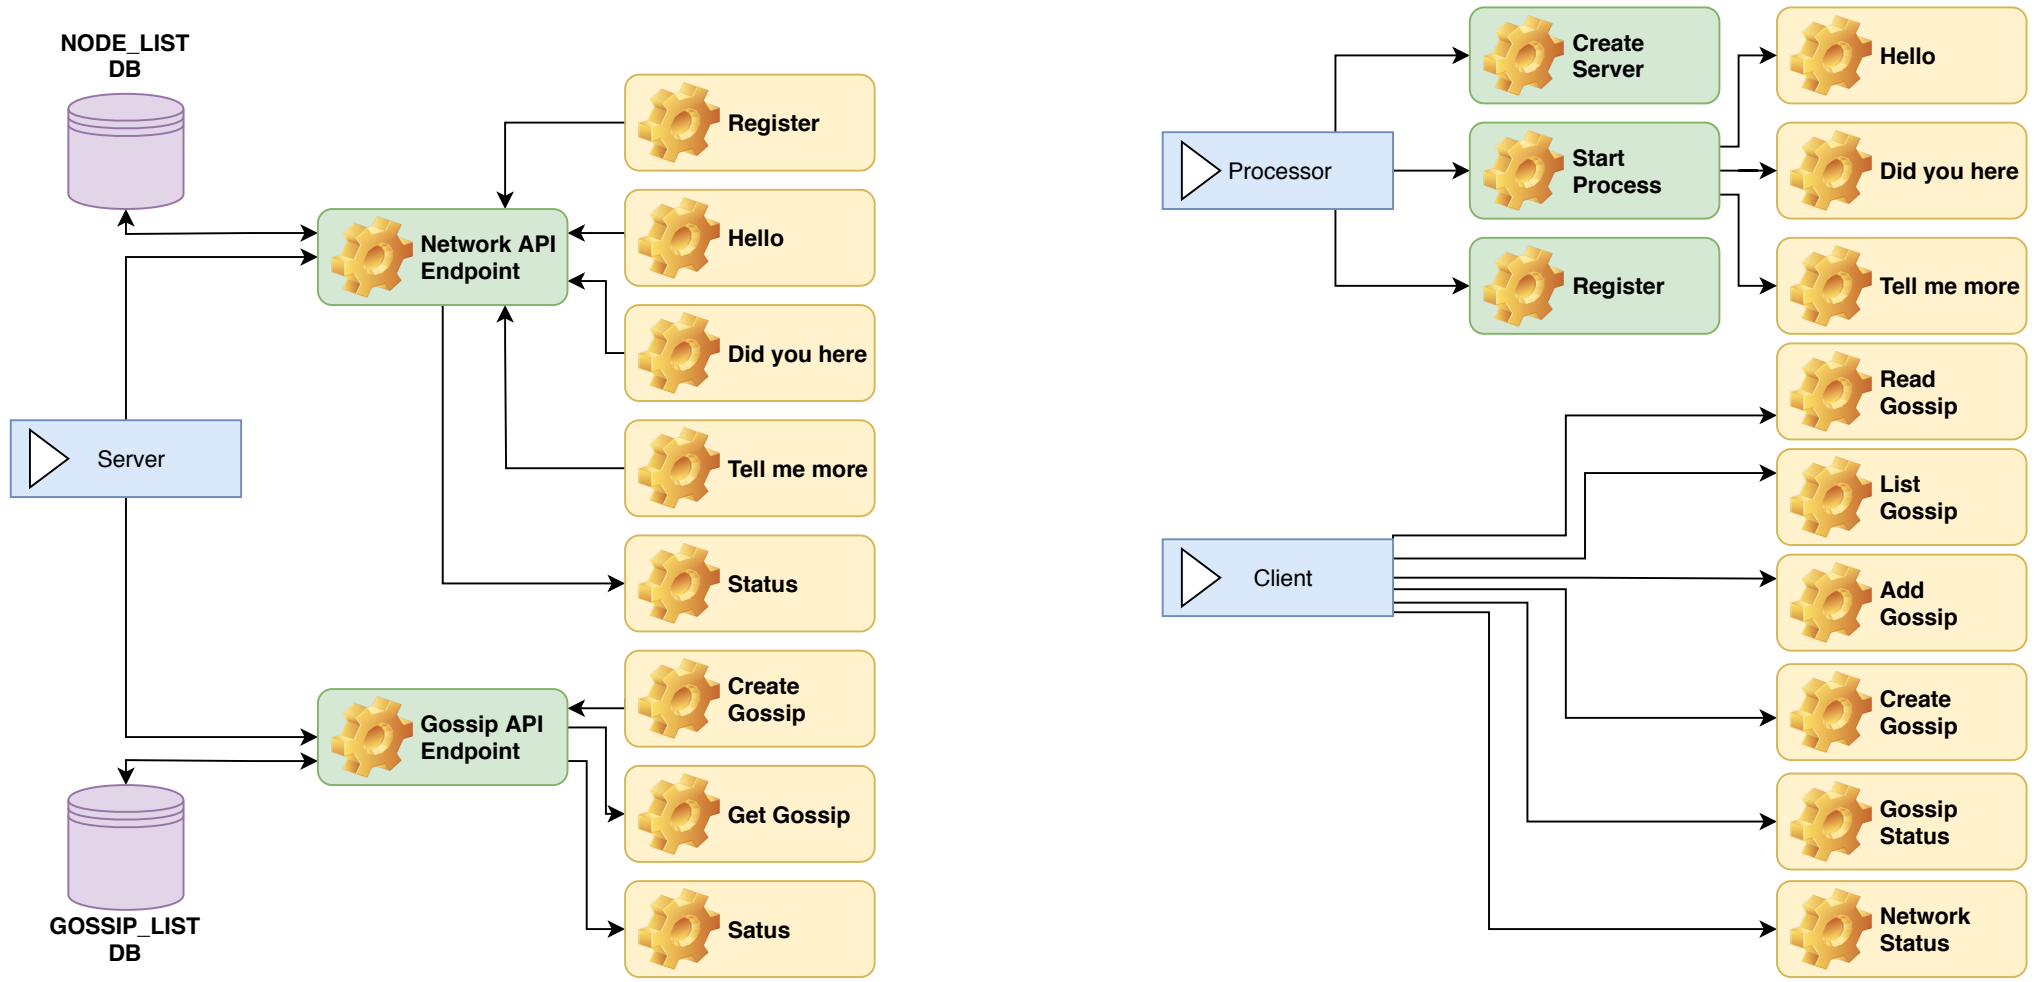 NODE_LIST
DB
Register
Hello
Network API
Endpoint
Did you here
Tell me more
Server
Status
Create
Gossip
Gossip API
Endpoint
Get Gossip
Satus
GOSSIP_LIST
DB
Create
Server
Hello
Processor
Start
Process
Did you here
Register
Tell me more
Read
Gossip
List
Gossip
Client
Add
Gossip
Create
Gossip
Gossip
Status
Network
Status